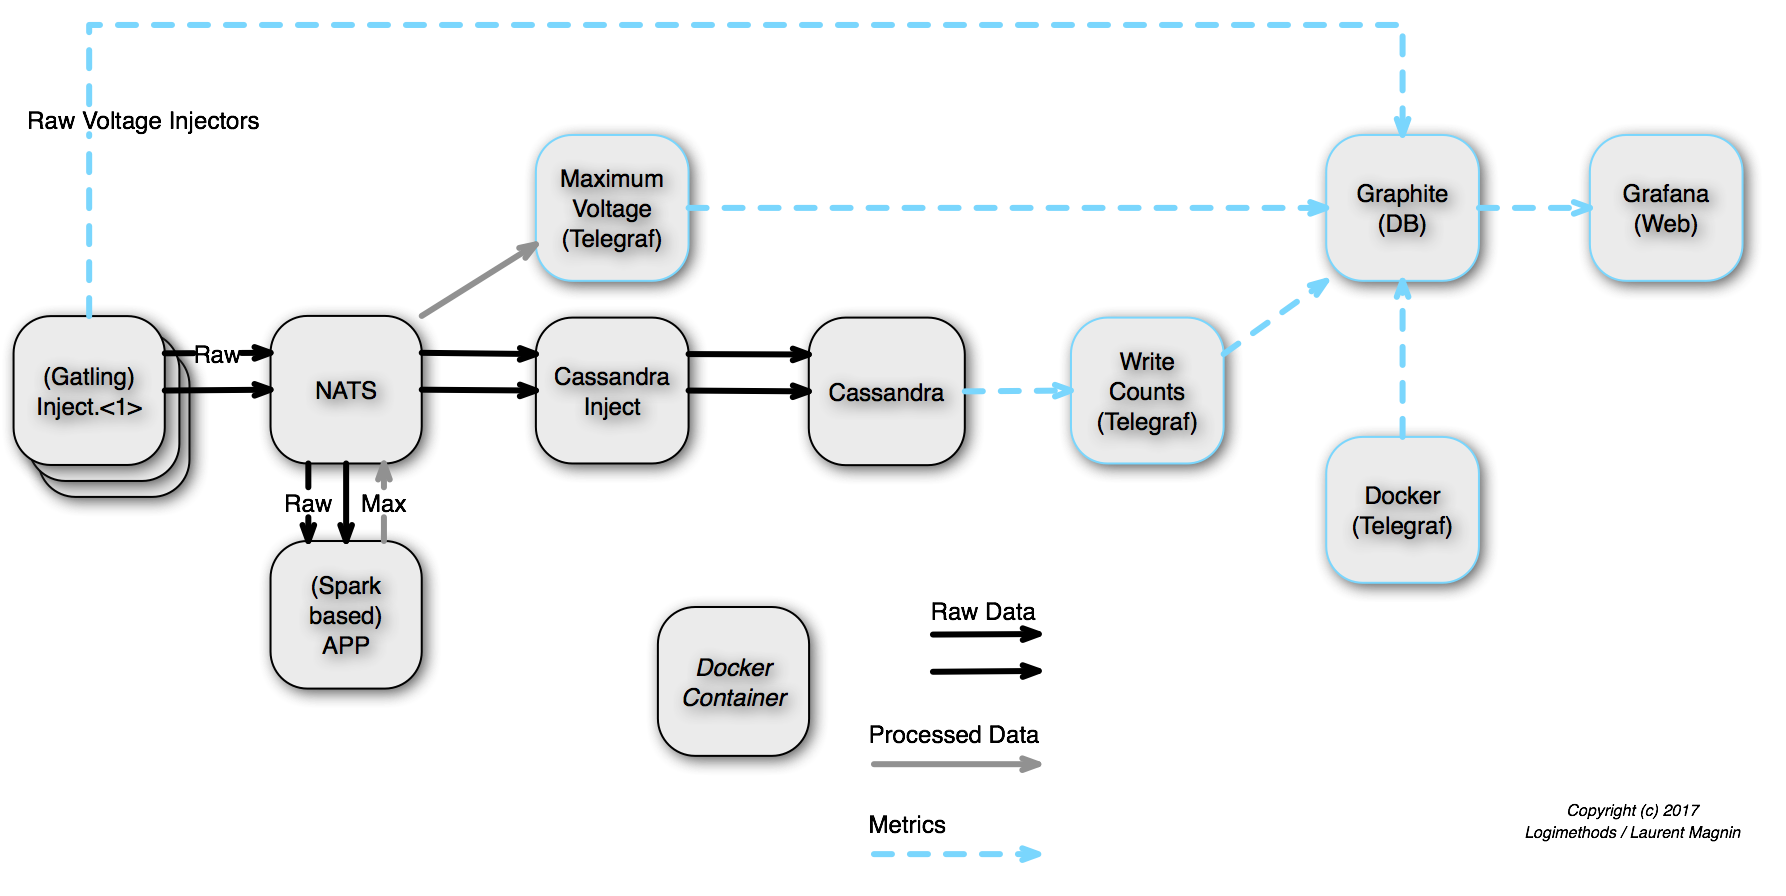 Raw Voltage Injectors
Maximum
Voltage
(Telegraf)
Graphite
(DB)
Grafana
(Web)
(Gatling)
Inject.<1>
Raw
NATS
Cassandra
Inject
Cassandra
Write
Counts
(Telegraf)
Raw
Max
Docker
(Telegraf)
(Spark
based)
APP
Docker
Container
Raw Data
Processed Data
Metrics
Copyright (c) 2017
Logimethods / Laurent Magnin